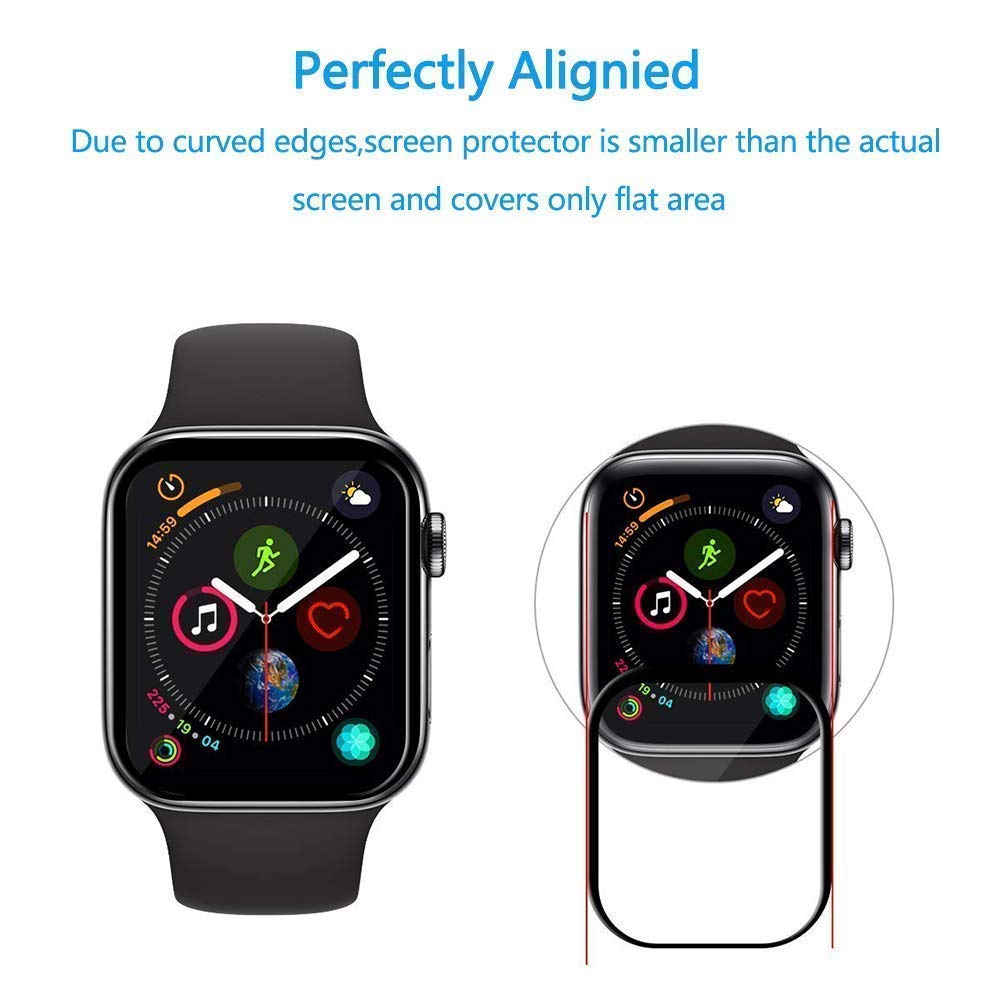 Perfectly Alignied
Due to curved edges,screen protector is smaller than the actual
screen and covers only flat area
14:59
225•19•04
14:59
22
19•04